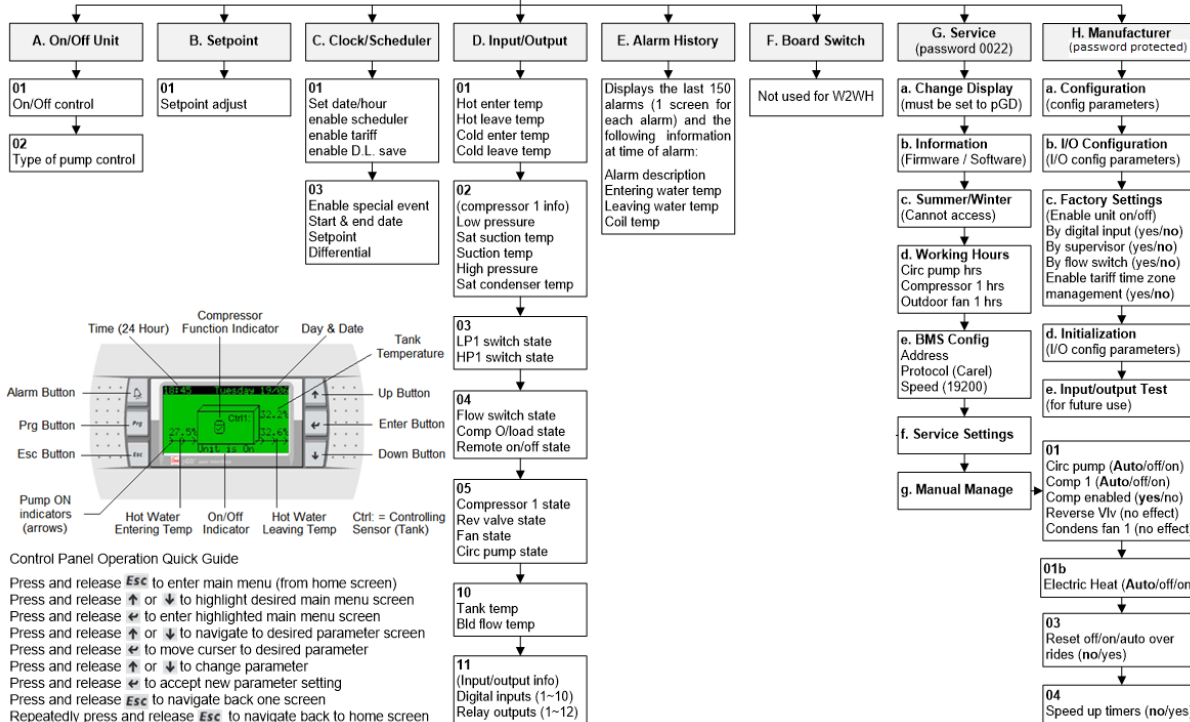 A. On/Off Unit
01
On/Off control
02
Type of pump control
B. Setpoint
01
Setpoint adjust
C. Clock/Scheduler
01
Set date/hour
enable scheduler
enable tariff
enable D.L. save
03
Enable special event
Start & end date
Setpoint
Differential
D. Input/Output
01
Hot enter temp
Hot leave temp
Cold enter temp
Cold leave temp
02
(compressor 1 info)
Low pressure
Sat suction temp
Suction temp
High pressure
Sat condenser temp
03
LP1 switch state
HP1 switch state
04
Flow switch state
Comp O/load state
Remote on/off state
05
Compressor 1 state
Rev valve state
Fan state
Circ pump state
10
Tank temp
Bld flow temp
11
(Input/output info)
Digital inputs (1~10)
Relay outputs (1~12)
E. Alarm History
Displays the last 150
alarms (1 screen for
each alarm) and the
following information
at time of alarm:
Alarm description
Entering water temp
Leaving water temp
Coil temp
F. Board Switch
Not used for W2WH
G. Service
(password 0022)
a. Change Display
(must be set to pGD)
b. Information
(Firmware / Software)
c. Summer/Winter
(Cannot access)
d. Working Hours
Circ pump hrs
Compressor 1 hrs
Outdoor fan 1 hrs
e. BMS Config
Address
Protocol (Carel)
Speed (19200)
f. Service Settings
g. Manual Manage
H. Manufacturer
(password protected)
a. Configuration
(config parameters)
b. I/O Configuration
(I/O config parameters)
c. Factory Settings
(Enable unit on/off)
By digital input (yes/no)
By supervisor (yes/no)
By flow switch (yes/no)
Enable tariff time zone
management (yes/no)
d. Initialization
(I/O config parameters)
e. Input/output Test
(for future use)
01
Circ pump (Auto/off/on)
Comp 1 (Auto/off/on)
Comp enabled (yes/no)
Reverse Vlv (no effect)
Condens fan 1 (no effect
01b
Electric Heat (Auto/off/on
03
Reset off/on/auto over
rides (no/yes)
04
Speed up timers (no/yes
Time (24 Hour)
Compressor
Function Indicator
Day & Date
Tank
Temperature
Alarm Button
Prg Button
Esc Button
Up Button
Enter Button
Down Button
Prg
Esc
18:45 Tuesday
Ctrl1:
32.2%
27.5%
32.6%
Unit is On
Pump ON
indicators
(arrows)
Hot Water
Entering Temp
On/Off
Indicator
Hot Water
Leaving Temp
Ctrl: = Controlling
Sensor (Tank)
Control Panel Operation Quick Guide
Press and release Esc to enter main menu (from home screen)
Press and release ↑ or ↓ to highlight desired main menu screen
Press and release ↵ to enter highlighted main menu screen
Press and release ↑ or ↓ to navigate to desired parameter screen
Press and release ↵ to move curser to desired parameter
Press and release ↑ or ↓ to change parameter
Press and release ↵ to accept new parameter setting
Press and release Esc to navigate back one screen
Repeatedly press and release Esc to navigate back to home screen